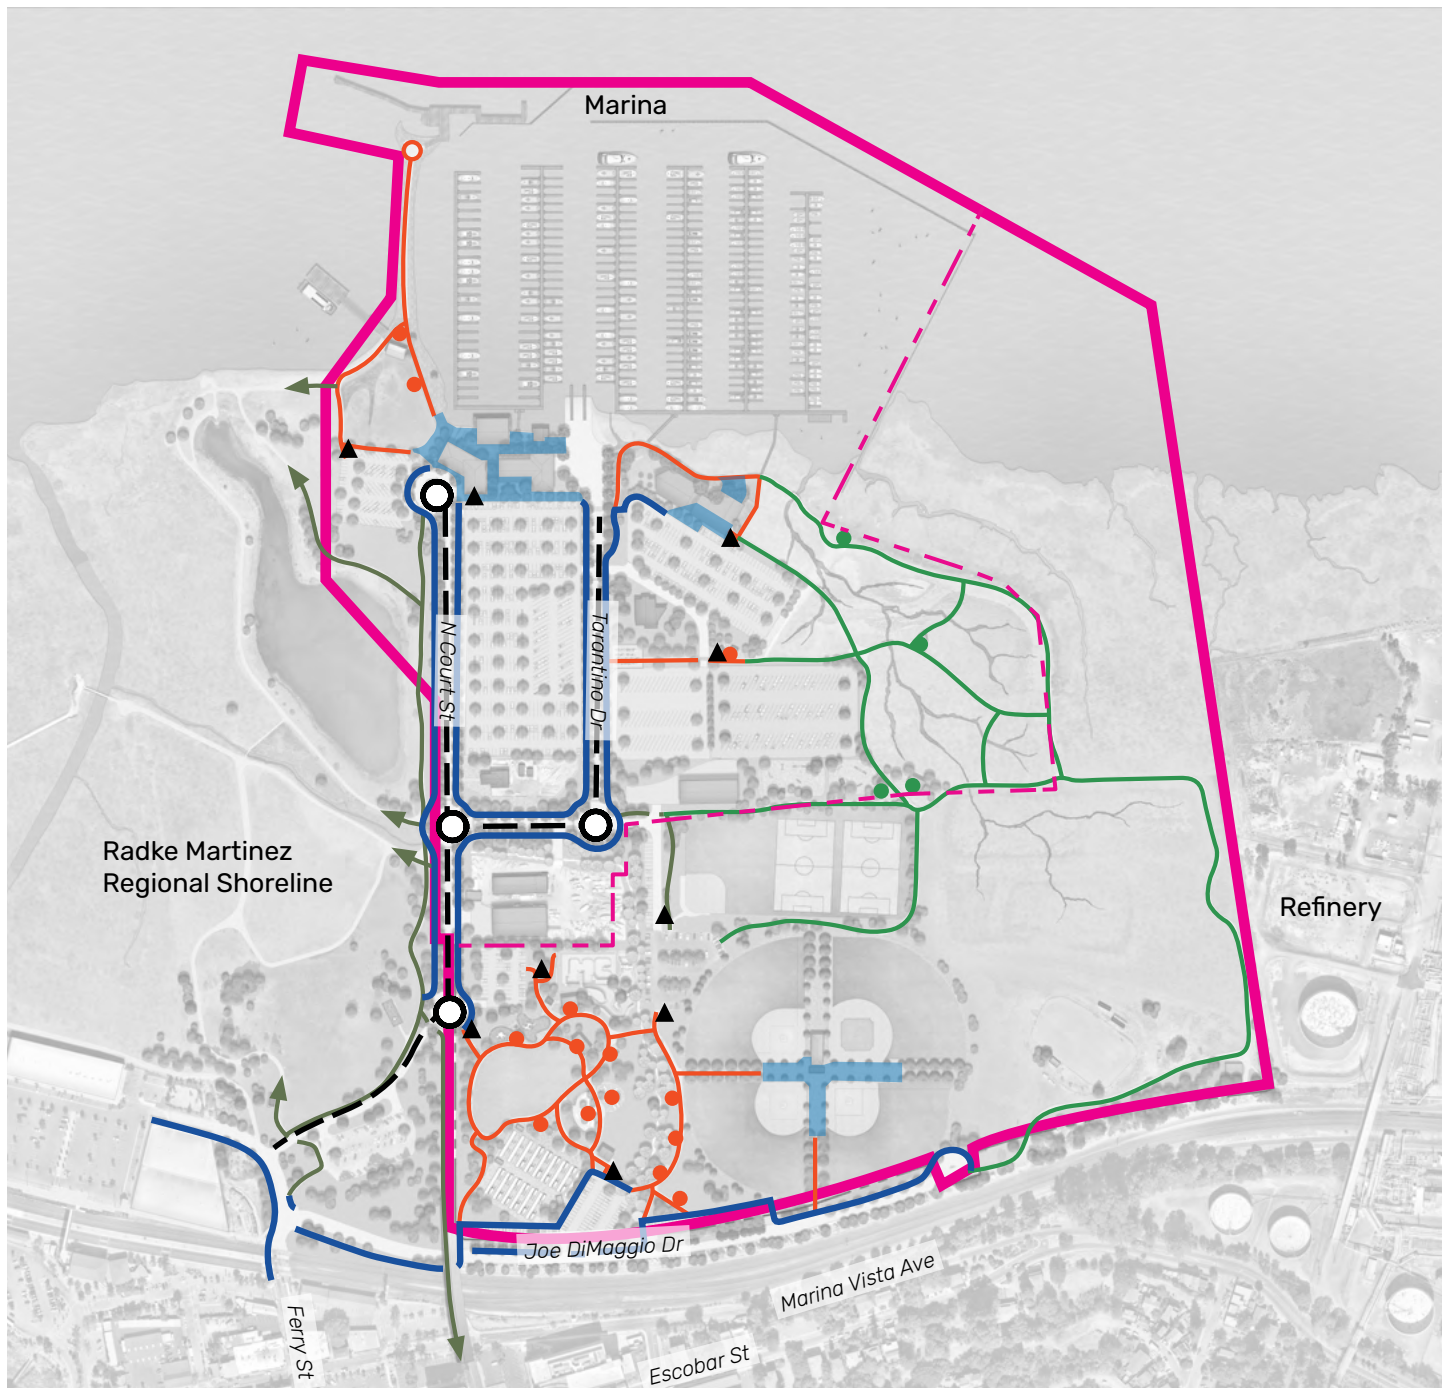 Marina
N Court St
Tarantino Dr
Radke Martinez
Regional Shoreline
Refinery
Joe DiMaggio Dr
Marina Vista Ave
Ferry St
Escobar St